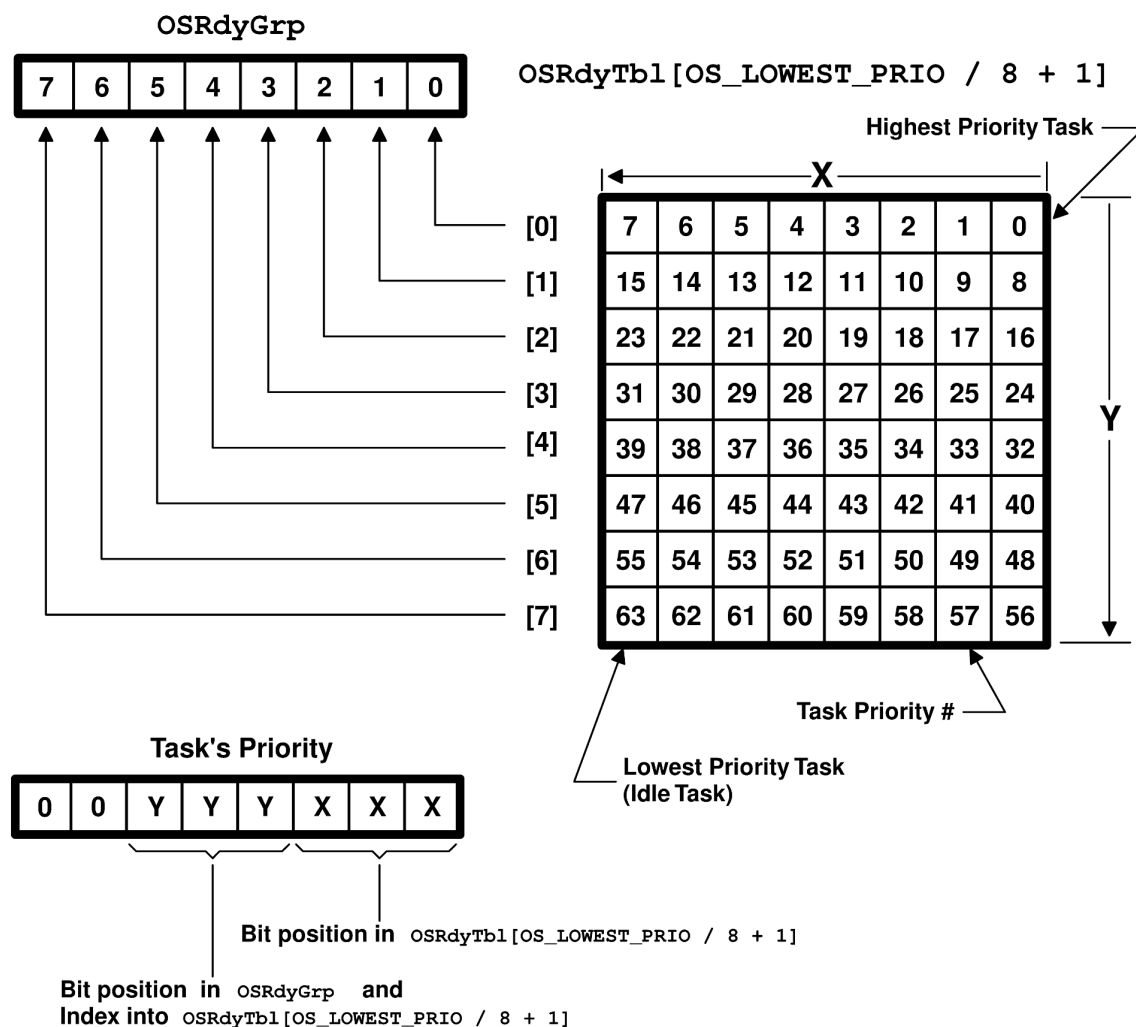 OSRdyGrp
7 6 5 4 3 2 1 0
OSRdyTbl[OS_LOWEST_PRIO / 8 + 1]
Highest Priority Task
X
[0] 7 6 5 4 3 2 1 0
[1] 15 14 13 12 11 10 9 8
[2] 23 22 21 20 19 18 17 16
[3] 31 30 29 28 27 26 25 24
[4] 39 38 37 36 35 34 33 32
[5] 47 46 45 44 43 42 41 40
[6] 55 54 53 52 51 50 49 48
[7] 63 62 61 60 59 58 57 56
Y
Task Priority #
Lowest Priority Task
(Idle Task)
Task's Priority
0 0 Y Y Y X X X
Bit position in OSRdyTbl[OS_LOWEST_PRIO / 8 + 1]
Bit position in OSRdyGrp and
Index into OSRdyTbl[OS_LOWEST_PRIO / 8 + 1]